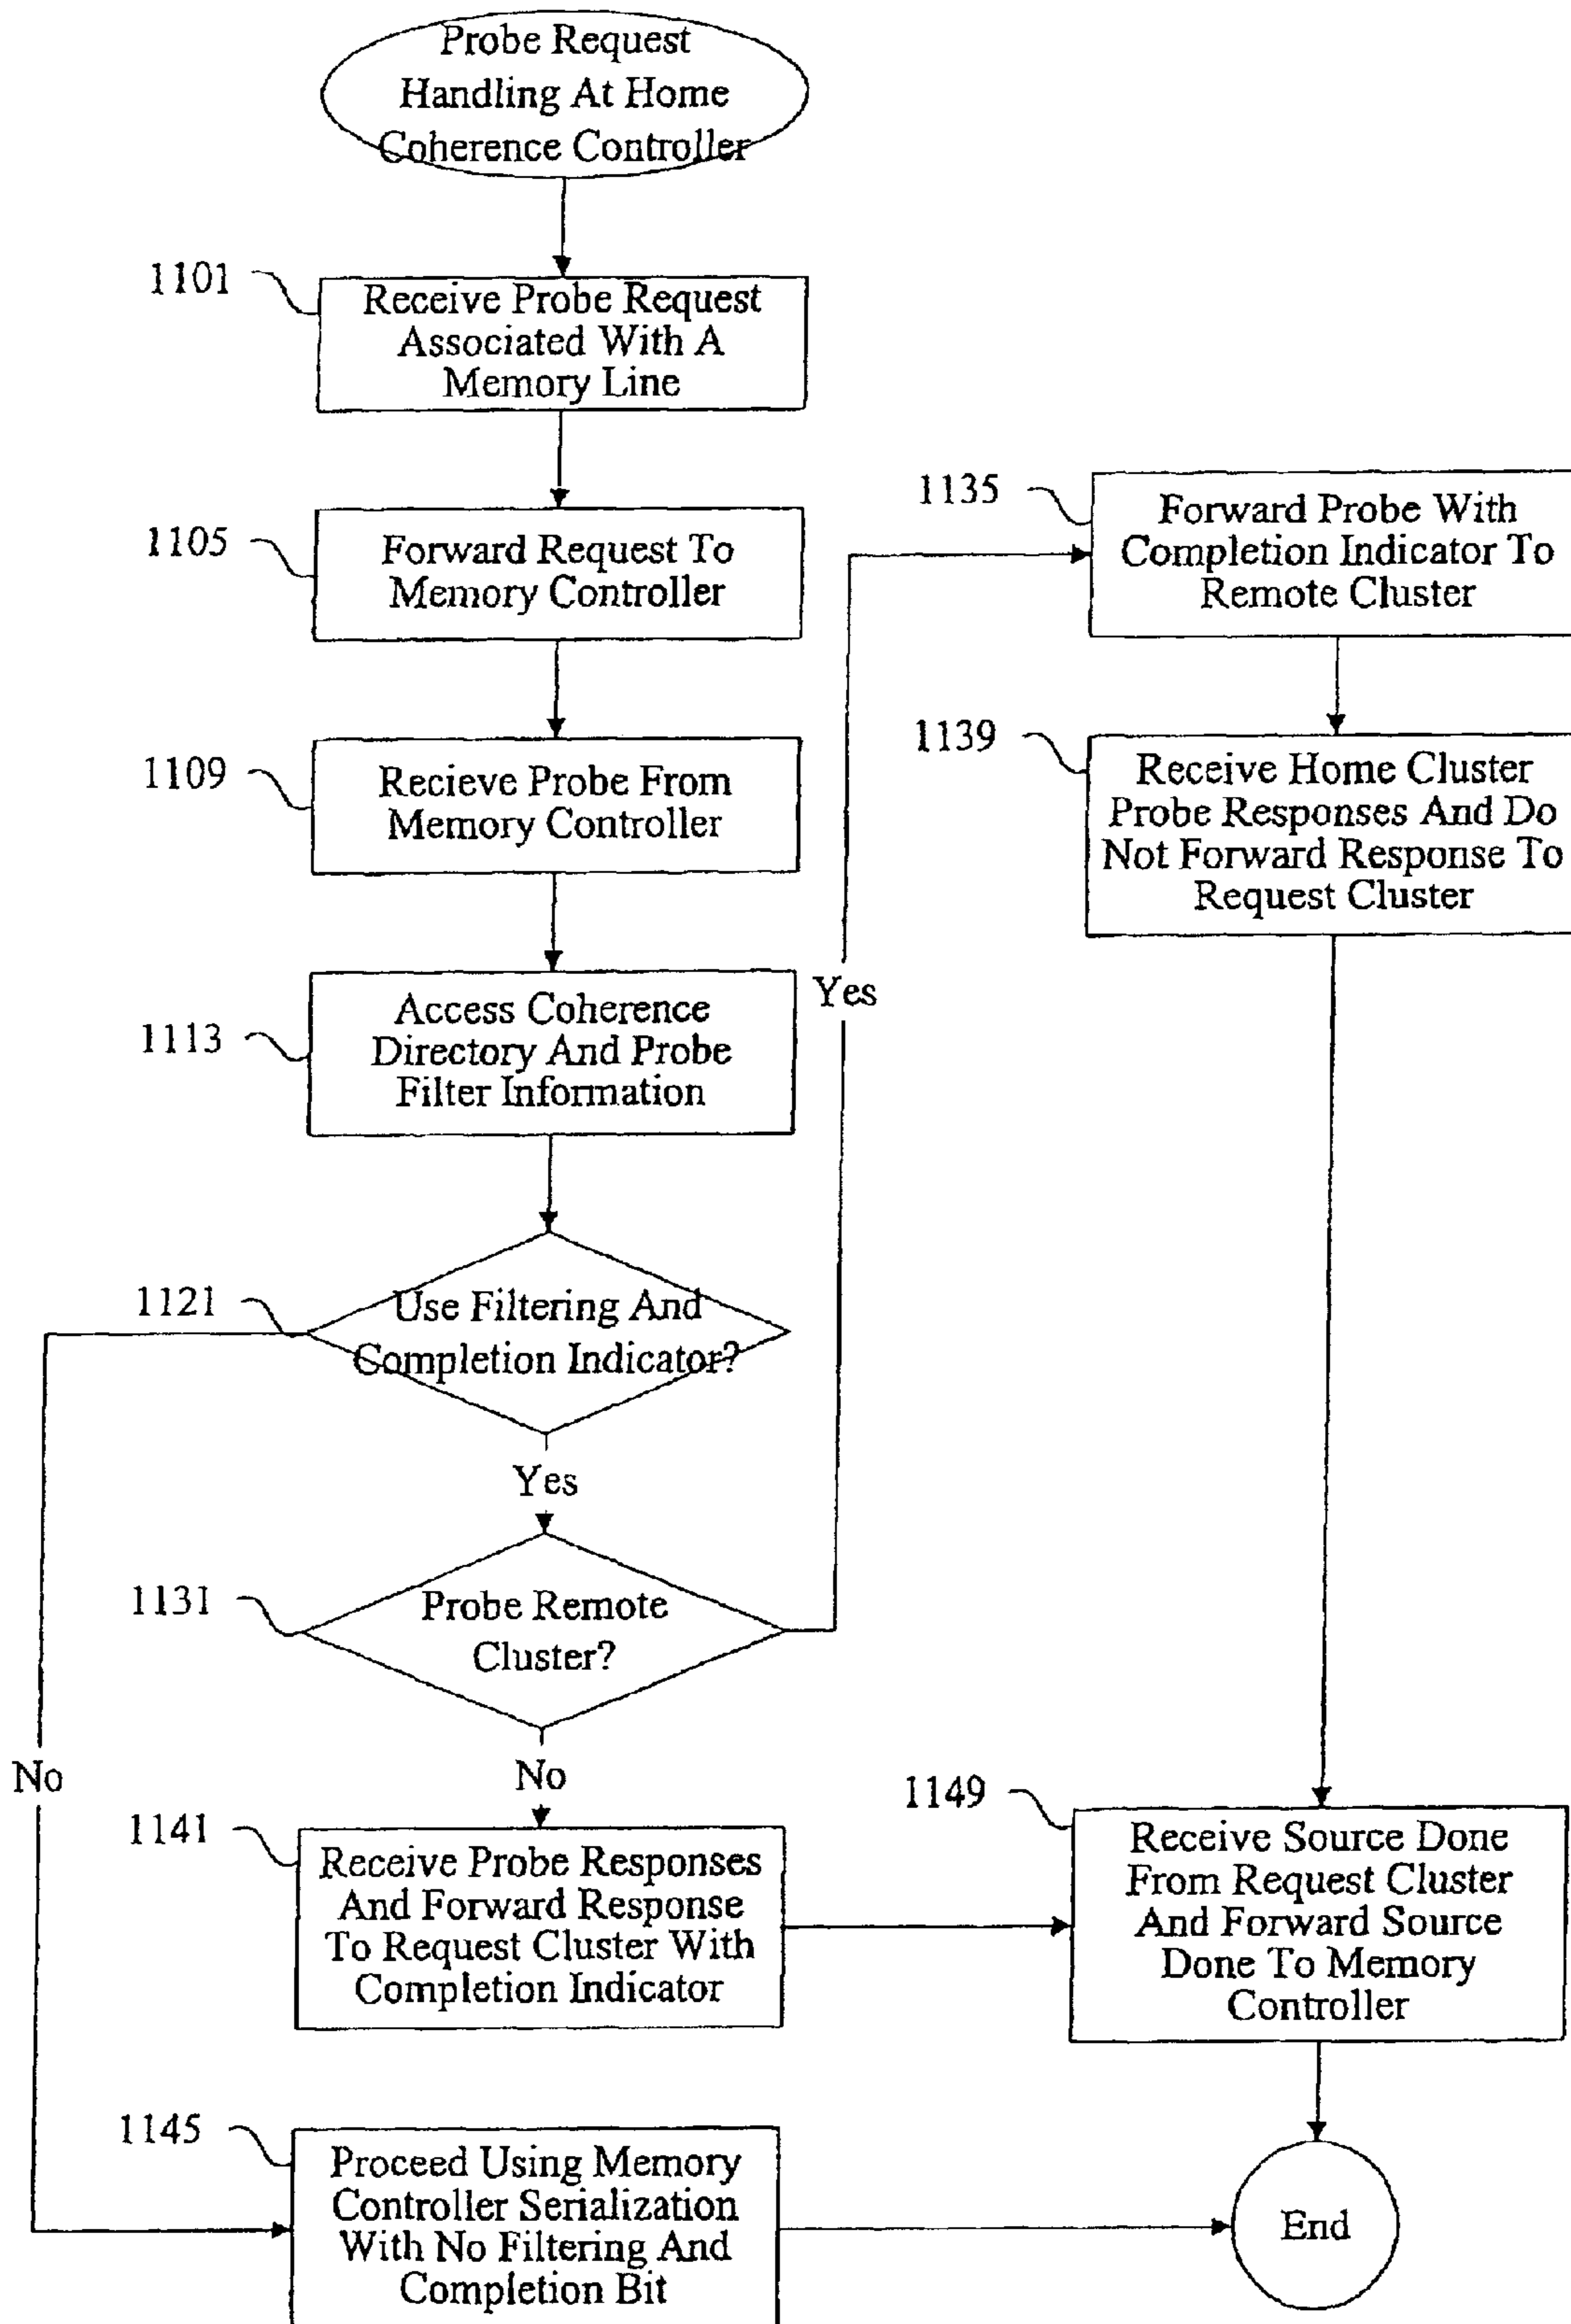 Probe Request
Handling At Home
Coherence Controller
1101
Receive Probe Request
Associated With A
Memory Line
1105
Forward Request To
Memory Controller
1109
Recieve Probe From
Memory Controller
1113
Access Coherence
Directory And Probe
Filter Information
1121
Use Filtering And
Completion Indicator?
Yes
No
1131
Probe Remote
Cluster?
Yes
No
1135
Forward Probe With
Completion Indicator To
Remote Cluster
1139
Receive Home Cluster
Probe Responses And Do
Not Forward Response To
Request Cluster
1141
Receive Probe Responses
And Forward Response
To Request Cluster With
Completion Indicator
1149
Receive Source Done
From Request Cluster
And Forward Source
Done To Memory
Controller
1145
Proceed Using Memory
Controller Serialization
With No Filtering And
Completion Bit
End